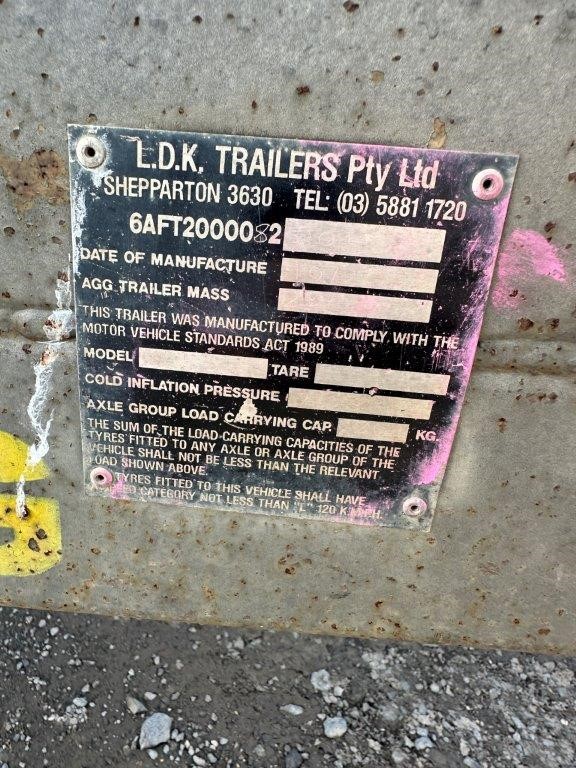 L.D.K. TRAILERS Pty Ltd
SHEPPARTON 3630 TEL: (03) 5881 1720
6AFT2000082
DATE OF MANUFACTURE
AGG TRAILER MASS
THIS TRAILER WAS MANUFACTURED TO COMPLY WITH THE
MOTOR VEHICLE STANDARDS ACT 1989
MODEL TARE
COLD INFLATION PRESSURE
AXLE GROUP LOAD CARRYING CAP. KG.
THE SUM OF THE LOAD-CARRYING CAPACITIES OF THE
TYRES FITTED TO ANY AXLE OR AXLE GROUP OF THE
VEHICLE SHALL NOT BE LESS THAN THE RELEVANT
LOAD SHOWN ABOVE.
TYRES FITTED TO THIS VEHICLE SHALL HAVE
CATEGORY NOT LESS THAN "L" 120 K.M.P.H.